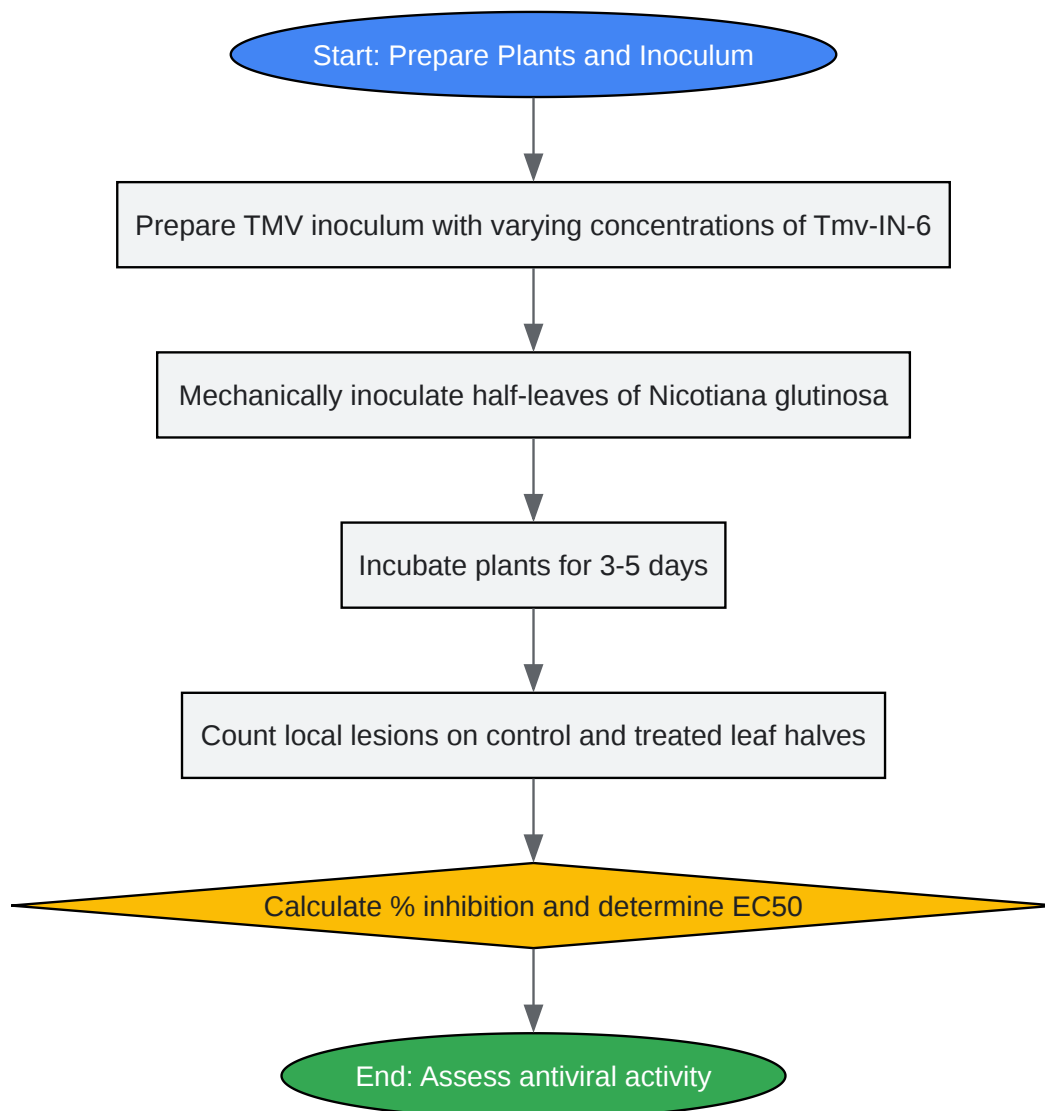 Start: Prepare Plants and Inoculum
Prepare TMV inoculum with varying concentrations of Tmv-IN-6
Mechanically inoculate half-leaves of Nicotiana glutinosa
Incubate plants for 3-5 days
Count local lesions on control and treated leaf halves
Calculate % inhibition and determine EC50
End: Assess antiviral activity